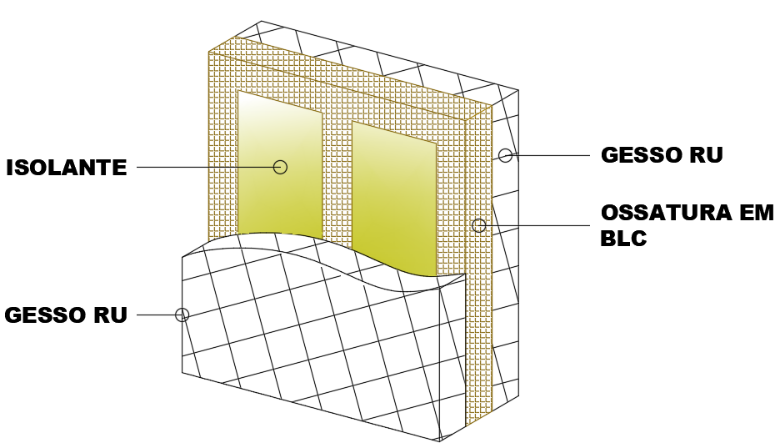 ISOLANTE
GESSO RU
OSSATURA EM
BLC
GESSO RU